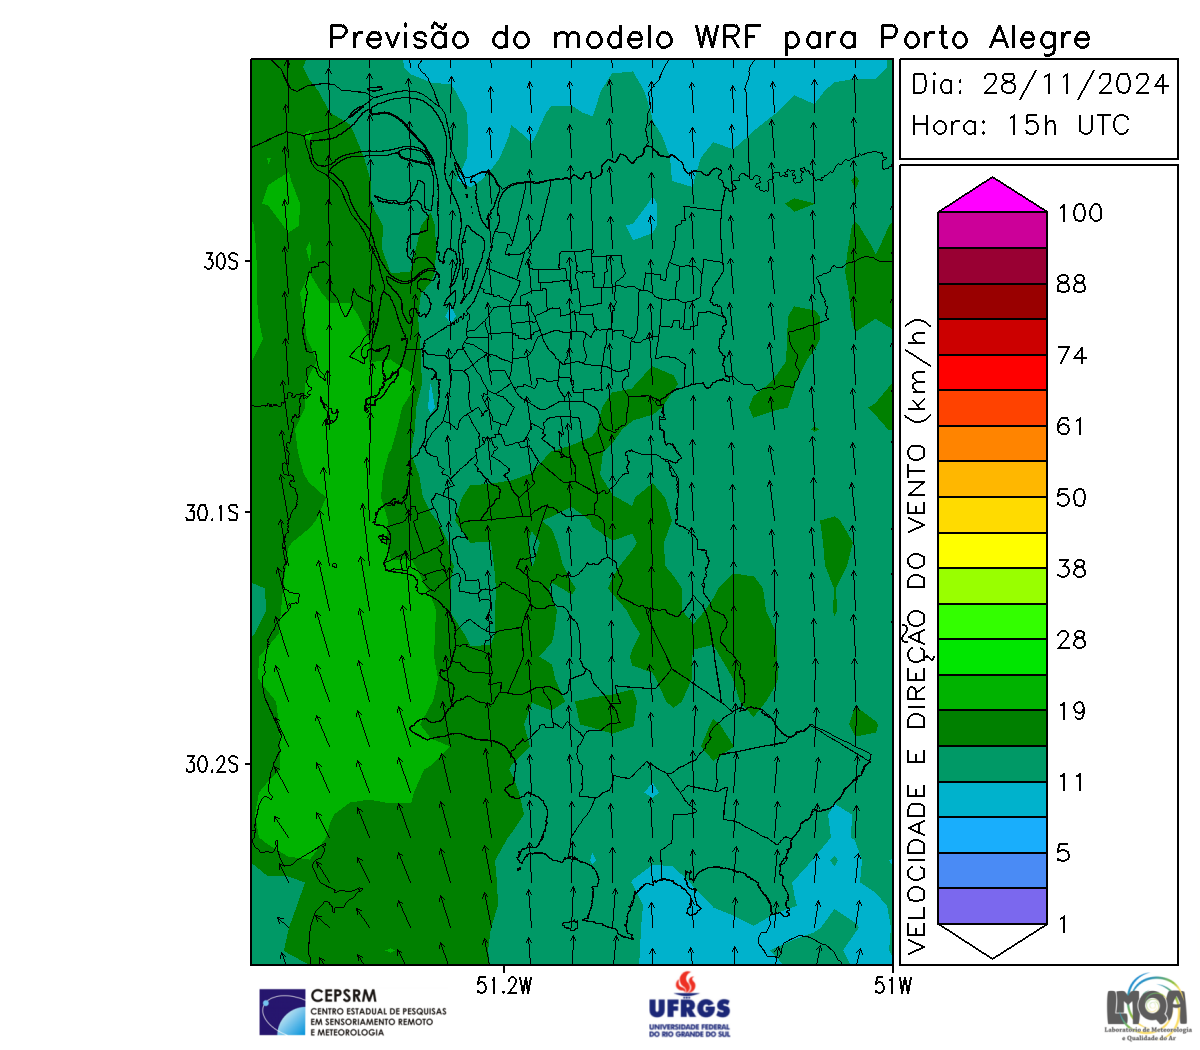 Previsão do modelo WRF para Porto Alegre
Dia: 28/11/2024
Hora: 15h UTC
30S
30.1S
30.2S
51.2W
51W
VELOCIDADE E DIREÇÃO DO VENTO (km/h)
100
88
74
61
50
38
28
19
11
5
1
CEPSRM
CENTRO ESTADUAL DE PESQUISAS
EM SENSORIAMENTO REMOTO
E METEOROLOGIA
UFRGS
UNIVERSIDADE FEDERAL
DO RIO GRANDE DO SUL
LMQA
Laboratório de Meteorologia
e Qualidade do Ar